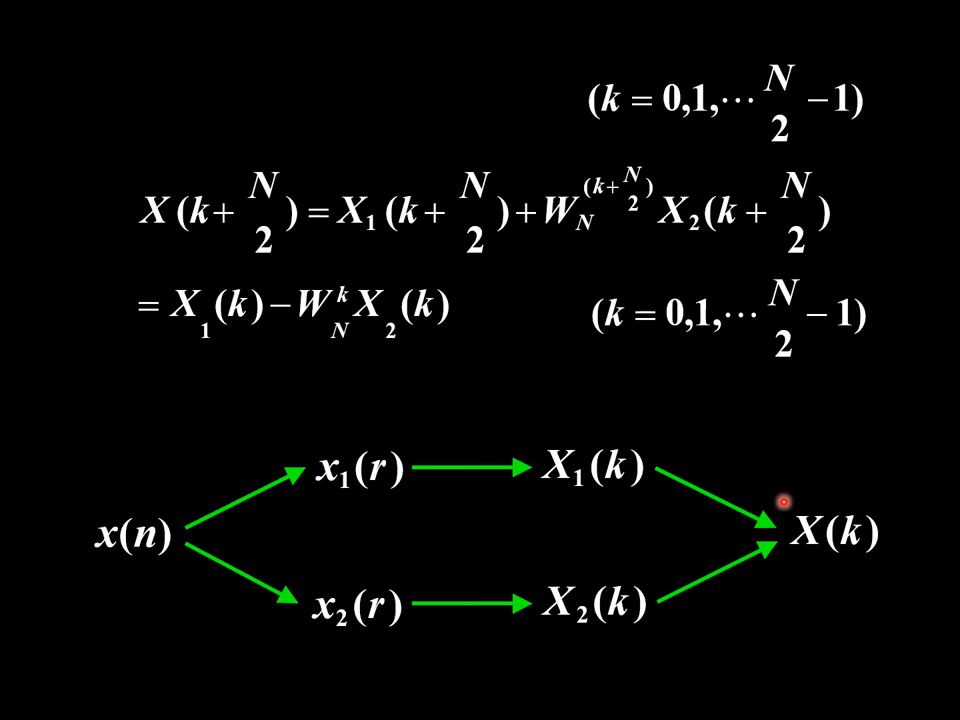 (k = 0,1,⋯ N/2 − 1)
X(k + N/2) = X₁(k + N/2) + W_N^(k + N/2) X₂(k + N/2)
= X₁(k) − W_N^k X₂(k) (k = 0,1,⋯ N/2 − 1)
x₁(r) X₁(k)
x(n) X(k)
x₂(r) X₂(k)